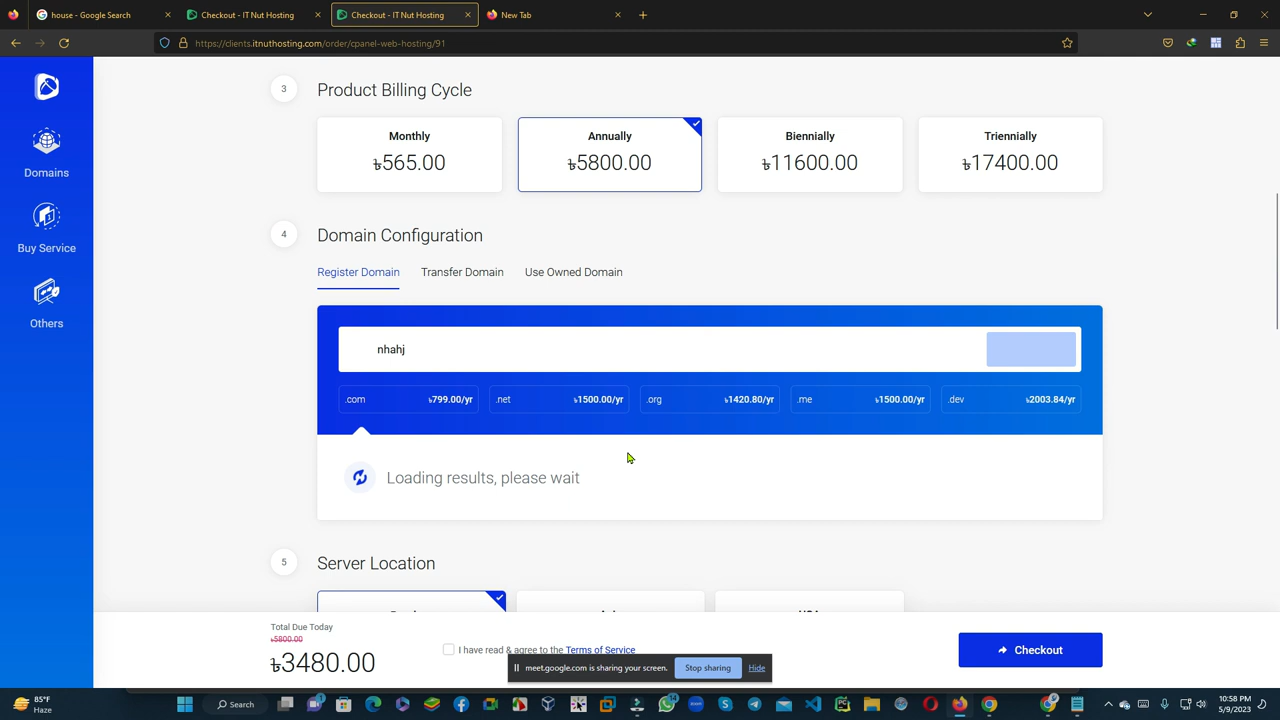 house - Google Search
Checkout - IT Nut Hosting
Checkout - IT Nut Hosting
New Tab
https://clients.itnuthosting.com/order/cpanel-web-hosting/91
Domains
Buy Service
Others
3 Product Billing Cycle
Monthly Annually Biennially Triennially
৳565.00 ৳5800.00 ৳11600.00 ৳17400.00
4 Domain Configuration
Register Domain Transfer Domain Use Owned Domain
nhahj
.com ৳799.00/yr .net ৳1500.00/yr .org ৳1420.80/yr .me ৳1500.00/yr .dev ৳2003.84/yr
Loading results, please wait
5 Server Location
Total Due Today
৳5800.00
৳3480.00
I have read & agree to the Terms of Service
Checkout
meet.google.com is sharing your screen. Stop sharing Hide
85°F
Haze
Search
10:58 PM
5/9/2023